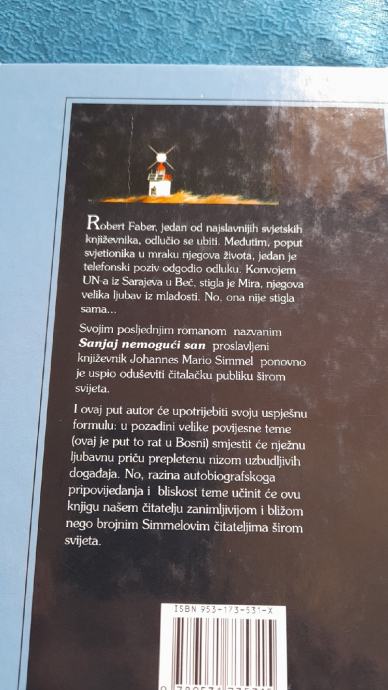 Robert Faber, jedan od najslavnijih svjetskih
književnika, odlučio se ubiti. Međutim, poput
svjetionika u mraku njegova života, jedan je
telefonski poziv odgodio odluku. Konvojem
UN-a iz Sarajeva u Beč, stigla je Mira, njegova
velika ljubav iz mladosti. No, ona nije stigla
sama...
Svojim posljednjim romanom nazvanim
Sanjaj nemogući san proslavljeni
književnik Johannes Mario Simmel ponovno
je uspio oduševiti čitalačku publiku širom
svijeta.
I ovaj put autor će upotrijebiti svoju uspješnu
formulu: u pozadini velike povijesne teme
(ovaj je put to rat u Bosni) smjestit će nježnu
ljubavnu priču prepletenu nizom uzbudljivih
događaja. No, razina autobiografskoga
pripovijedanja i bliskost teme učinit će ovu
knjigu našem čitatelju zanimljivijom i bližom
nego brojnim Simmelovim čitateljima širom
svijeta.
ISBN 953-173-531-X